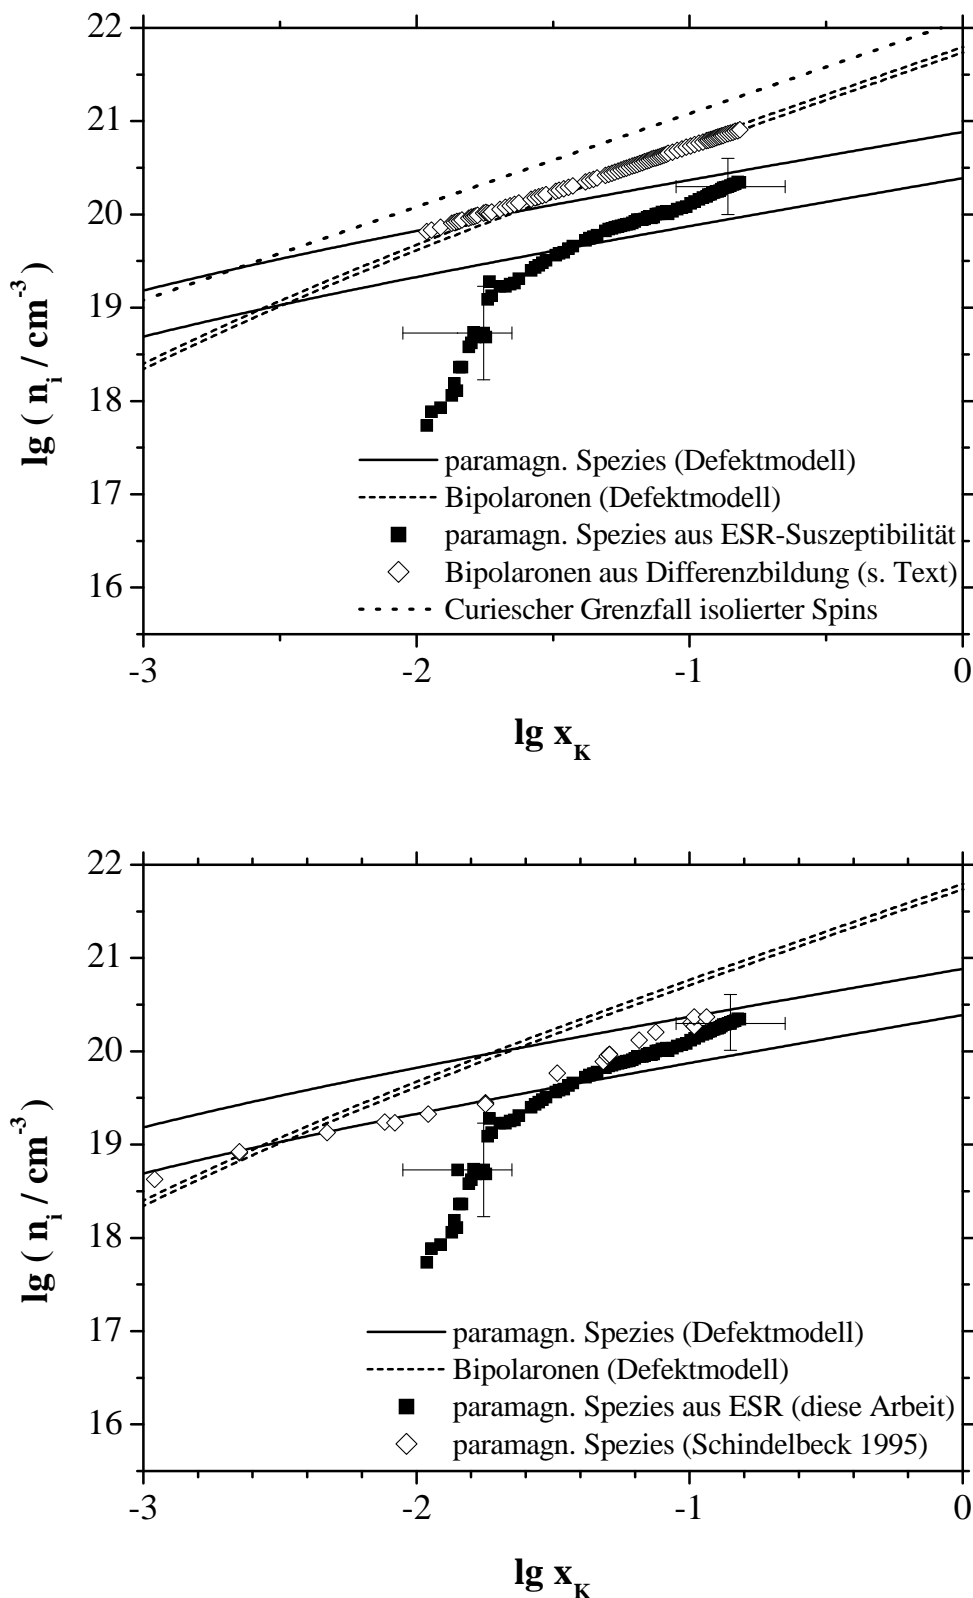 22
21
20
19
18
17
16
lg ( n_i / cm^-3 )
paramagn. Spezies (Defektmodell)
Bipolaronen (Defektmodell)
paramagn. Spezies aus ESR-Suszeptibilität
Bipolaronen aus Differenzbildung (s. Text)
Curiescher Grenzfall isolierter Spins
-3 -2 -1 0
lg x_K
22
21
20
19
18
17
16
lg ( n_i / cm^-3 )
paramagn. Spezies (Defektmodell)
Bipolaronen (Defektmodell)
paramagn. Spezies aus ESR (diese Arbeit)
paramagn. Spezies (Schindelbeck 1995)
-3 -2 -1 0
lg x_K